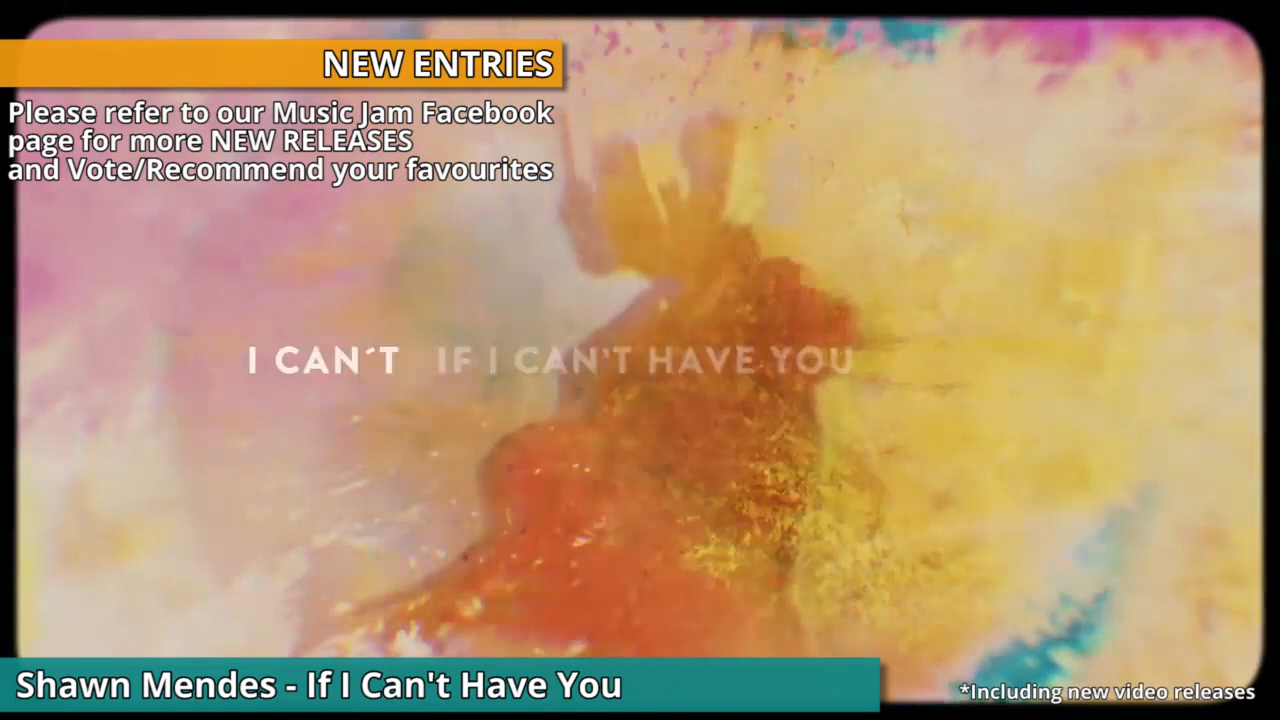 NEW ENTRIES
Please refer to our Music Jam Facebook
page for more NEW RELEASES
and Vote/Recommend your favourites
I CAN´T IF I CAN'T HAVE YOU
Shawn Mendes - If I Can't Have You
*Including new video releases